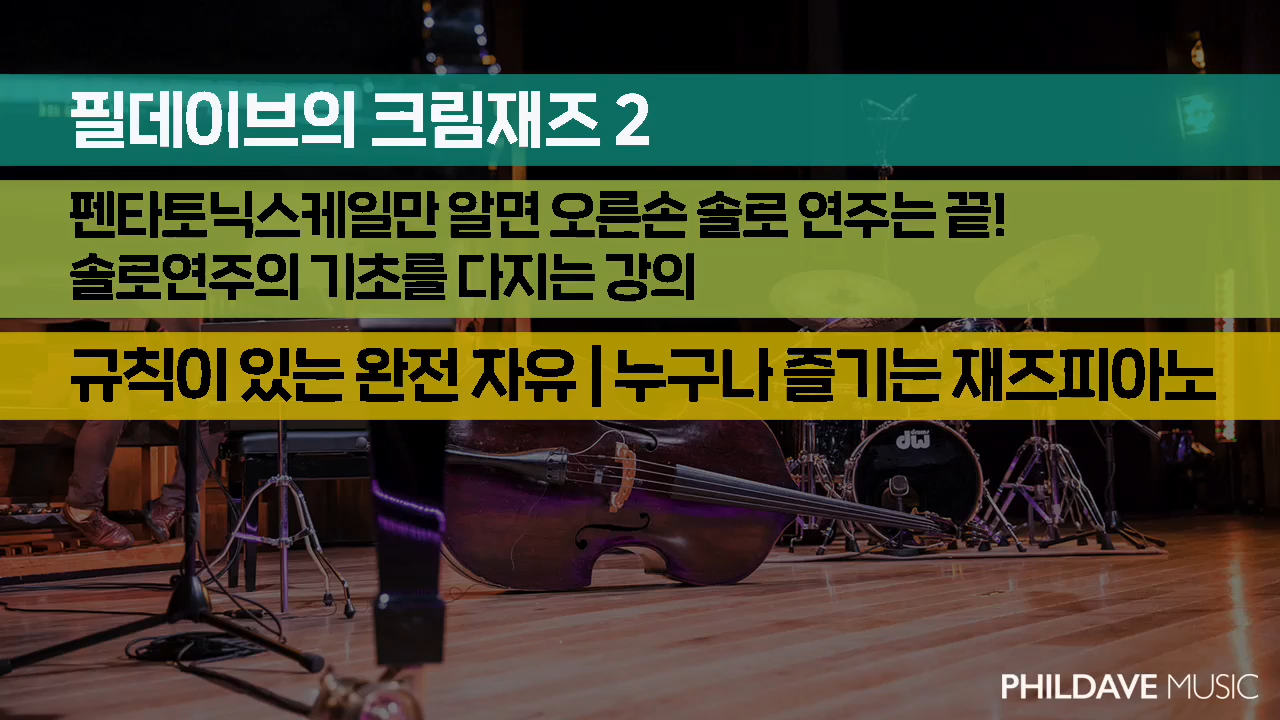 필데이브의 크림재즈 2
펜타토닉스케일만 알면 오른손 솔로 연주는 끝!
솔로연주의 기초를 다지는 강의
규칙이 있는 완전 자유 | 누구나 즐기는 재즈피아노
drums
dw
PHILDAVE MUSIC